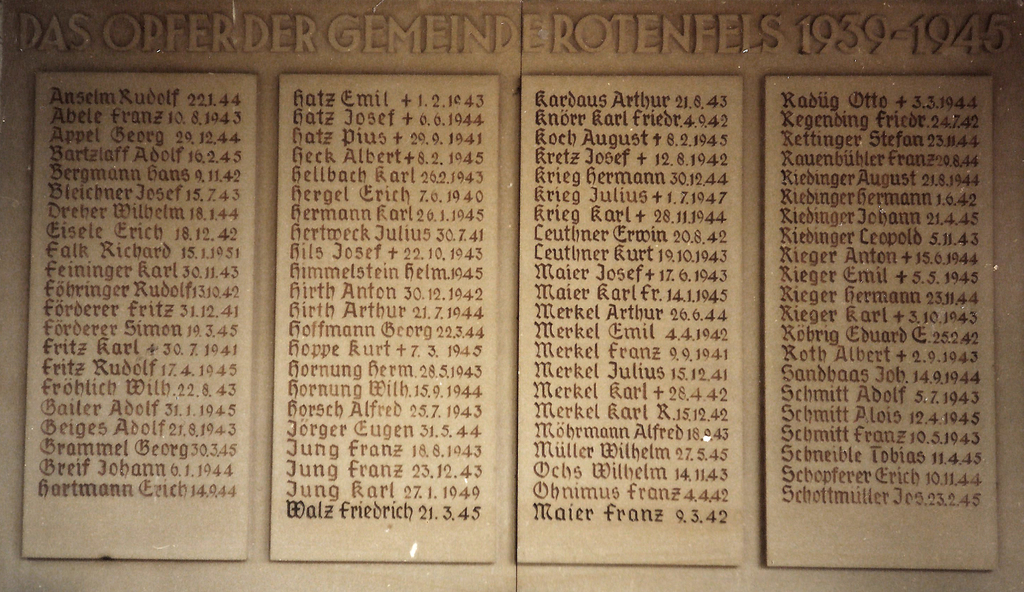 DAS OPFER DER GEMEINDE ROTENFELS 1939-1945
Anselm Rudolf 22.1.44
Abele Franz 10.8.1943
Appel Georg 29.12.44
Bartzlaff Adolf 16.2.45
Bergmann Hans 9.11.42
Bleichner Josef 15.7.43
Dreher Wilhelm 18.1.44
Eisele Erich 18.12.42
Falk Richard 15.1.1951
Feininger Karl 30.11.43
Föhringer Rudolf 13.10.42
Förderer Fritz 31.12.41
Förderer Simon 19.3.45
Fritz Karl + 30.7.1941
Fritz Rudolf 17.4.1945
Fröhlich Wilh. 22.8.43
Gailer Adolf 31.1.1945
Geiges Adolf 21.8.1943
Grammel Georg 30.3.45
Greif Johann 6.1.1944
Hartmann Erich 14.9.44
Hatz Emil + 1.2.1943
Hatz Josef + 6.6.1944
Hatz Pius + 29.9.1941
Heck Albert + 8.2.1945
Hellbach Karl 26.2.1943
Hergel Erich 7.6.1940
Hermann Karl 26.1.1945
Hertweck Julius 30.7.41
Hils Josef + 22.10.1943
Himmelstein Helm. 1945
Hirth Anton 30.12.1942
Hirth Arthur 21.7.1944
Hoffmann Georg 22.3.44
Hoppe Kurt + 7.3.1945
Hornung Herm. 28.5.1943
Hornung Wilh. 15.9.1944
Horsch Alfred 25.7.1943
Jörger Eugen 31.5.44
Jung Franz 18.8.1943
Jung Franz 23.12.43
Jung Karl 27.1.1949
Walz Friedrich 21.3.45
Kardaus Arthur 21.8.43
Knörr Karl Friedr. 4.9.42
Koch August + 8.2.1945
Kretz Josef + 12.8.1942
Krieg Hermann 30.12.44
Krieg Julius + 1.7.1947
Krieg Karl + 28.11.1944
Leuthner Erwin 20.8.42
Leuthner Kurt 19.10.1943
Maier Josef + 17.6.1943
Maier Karl Fr. 14.1.1945
Merkel Arthur 26.6.44
Merkel Emil 4.4.1942
Merkel Franz 9.9.1941
Merkel Julius 15.12.41
Merkel Karl + 28.4.42
Merkel Karl R. 15.12.42
Möhrmann Alfred
Müller Wilhelm 27.5.45
Ochs Wilhelm 14.11.43
Ohnimus Franz 4.4.42
Maier Franz 9.3.42
Radüg Otto + 3.3.1944
Regending Friedr. 24.7.42
Rettinger Stefan 23.11.44
Rauenbühler Franz 29.8.44
Riedinger August 21.8.1944
Riedinger Hermann 1.6.42
Riedinger Johann 21.4.45
Riedinger Leopold 5.11.43
Rieger Anton + 15.6.1944
Rieger Emil + 5.5.1945
Rieger Hermann 23.11.44
Rieger Karl + 3.10.1943
Röhrig Eduard E. 25.2.42
Roth Albert + 2.9.1943
Sandhaas Joh. 14.9.1944
Schmitt Adolf 5.7.1943
Schmitt Alois 12.4.1945
Schmitt Franz 10.5.1943
Schneible Tobias 11.4.45
Schopferer Erich 10.11.44
Schottmüller Jos. 23.2.45